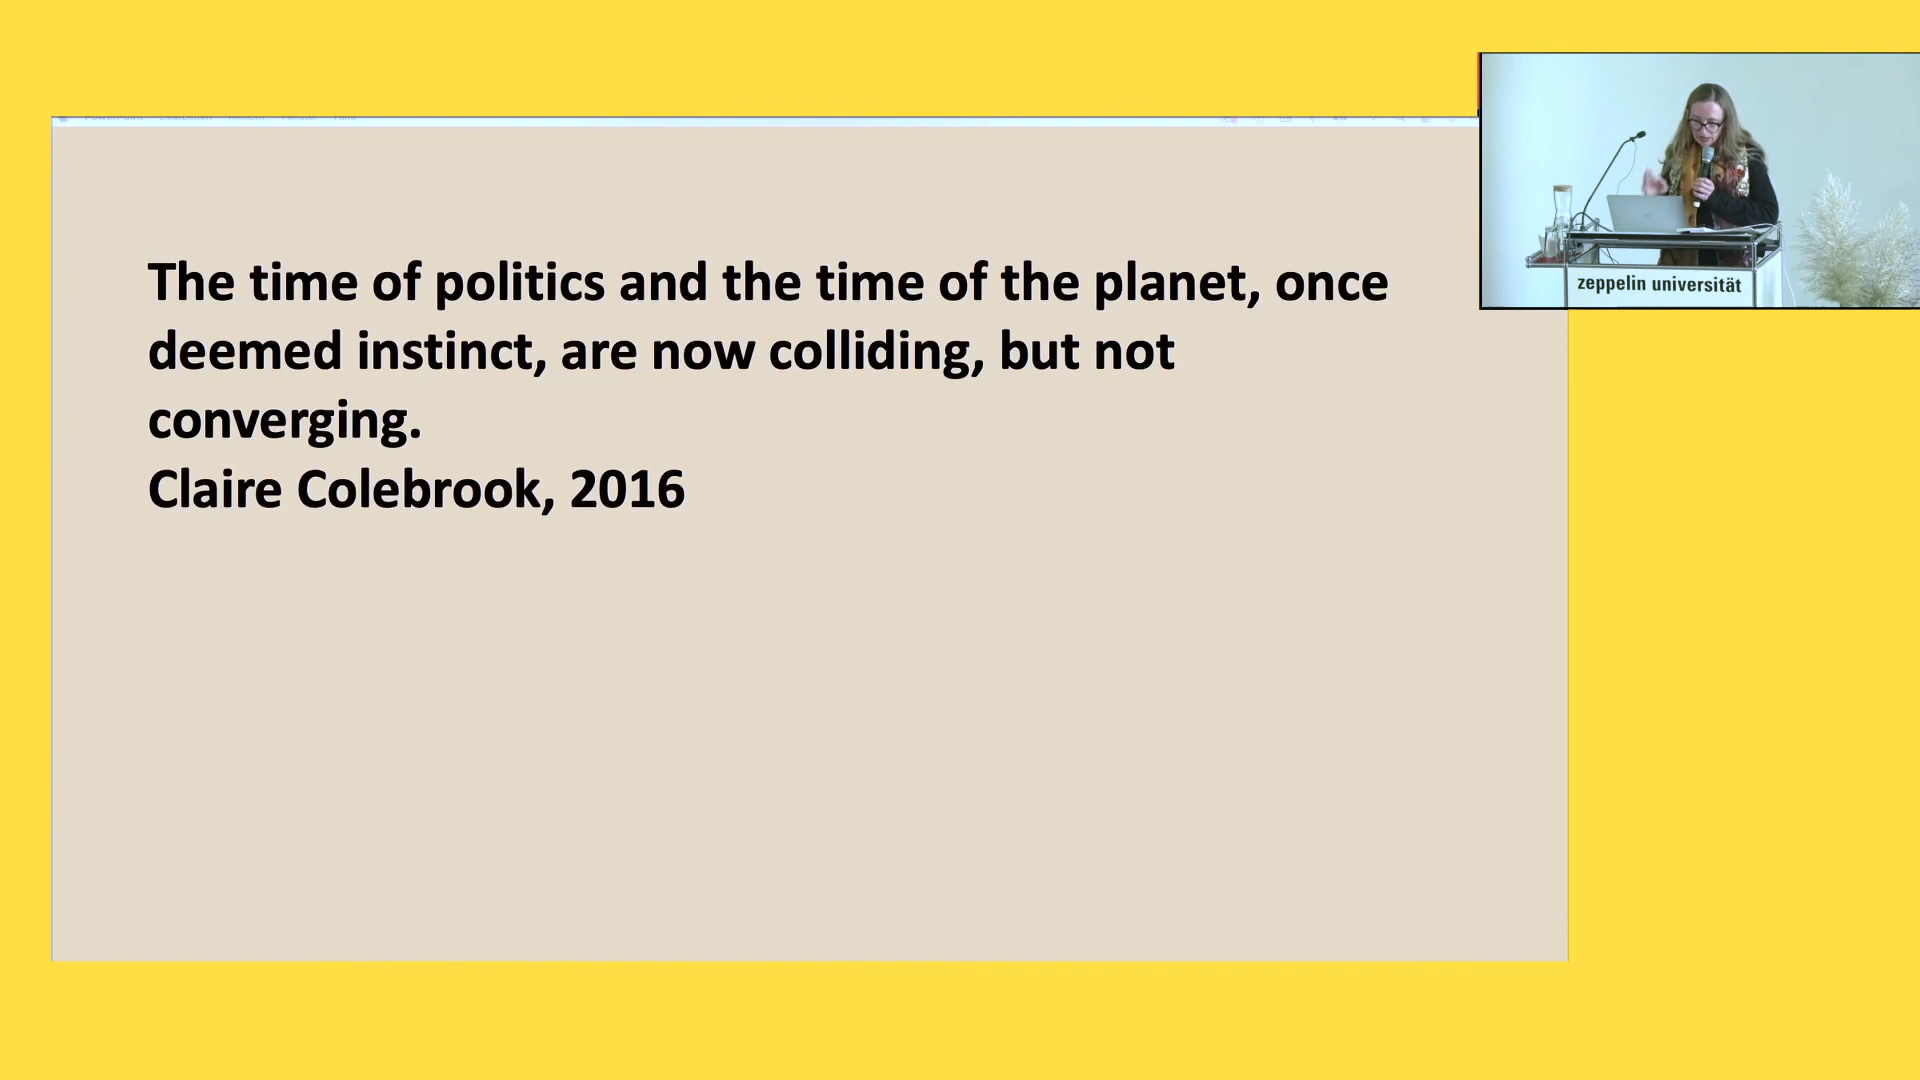 The time of politics and the time of the planet, once
deemed instinct, are now colliding, but not
converging.
Claire Colebrook, 2016
zeppelin universität